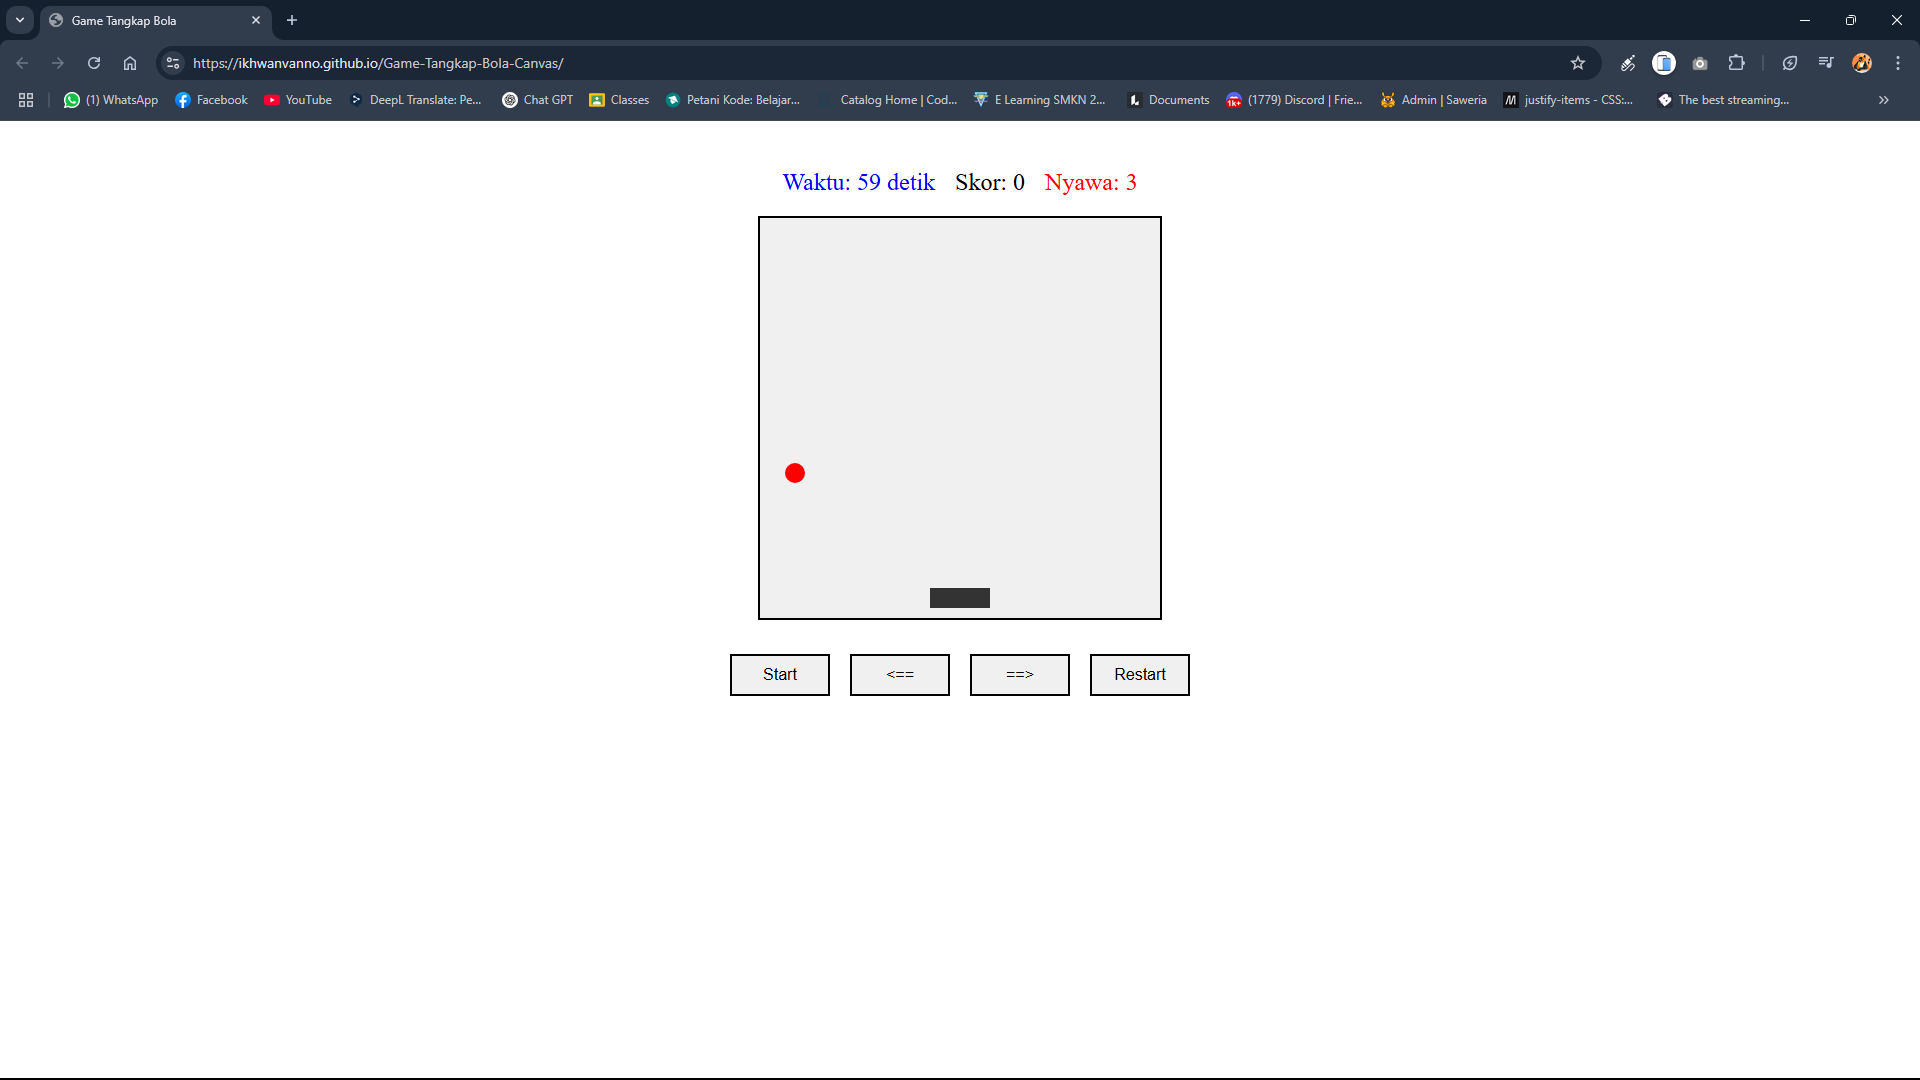 Game Tangkap Bola
https://ikhwanvanno.github.io/Game-Tangkap-Bola-Canvas/
(1) WhatsApp Facebook YouTube DeepL Translate: Pe... Chat GPT Classes Petani Kode: Belajar... Catalog Home | Cod... E Learning SMKN 2... Documents 1K+ (1779) Discord | Frie... Admin | Saweria M justify-items - CSS:... The best streaming...
Waktu: 59 detik Skor: 0 Nyawa: 3
Start <== ==> Restart